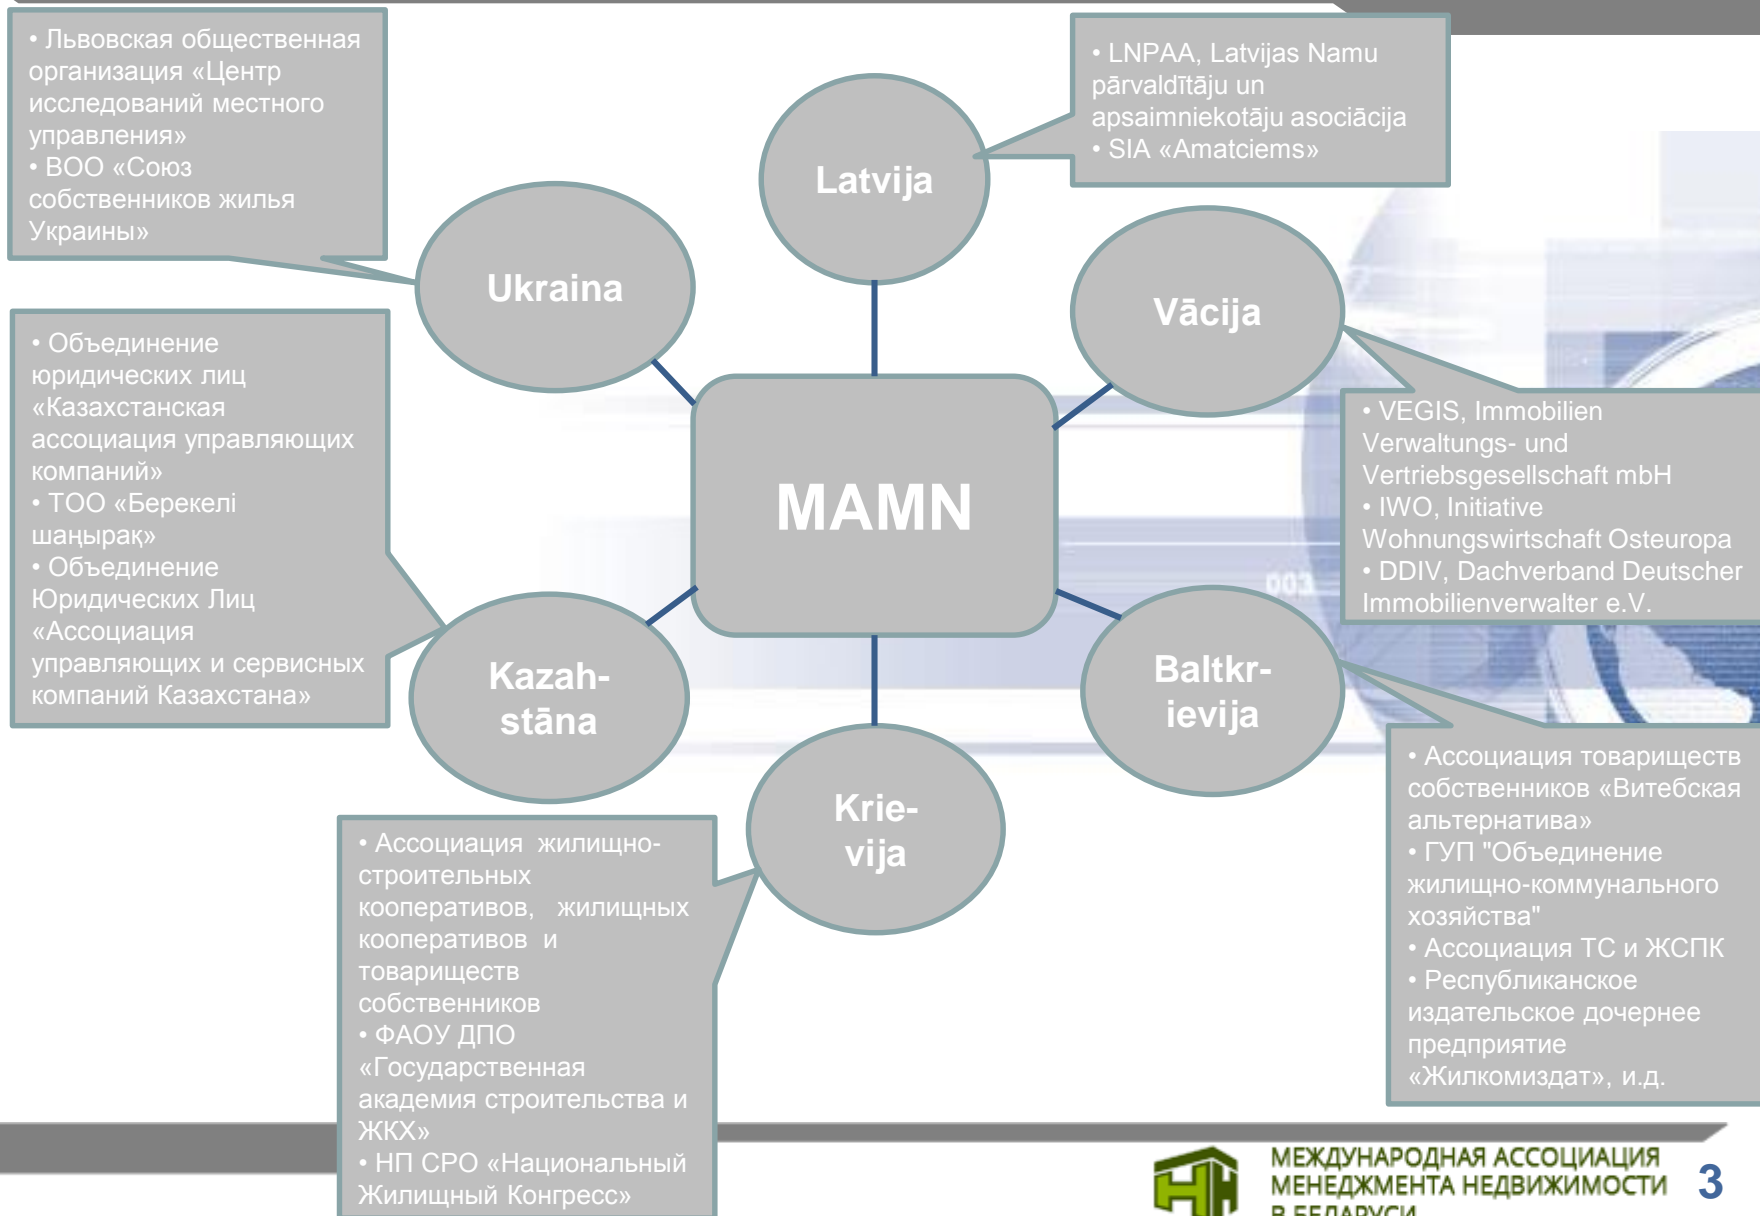 • Львовская общественная
организация «Центр
исследований местного
управления»
• ВОО «Союз
собственников жилья
Украины»
Ukraina
Latvija
• LNPAA, Latvijas Namu
pārvaldītāju un
apsaimniekotāju asociācija
• SIA «Amatciems»
Vācija
• VEGIS, Immobilien
Verwaltungs- und
Vertriebsgesellschaft mbH
• IWO, Initiative
Wohnungswirtschaft Osteuropa
• DDIV, Dachverband Deutscher
Immobilienverwalter e.V.
• Объединение
юридических лиц
«Казахстанская
ассоциация управляющих
компаний»
• ТОО «Берекелі
шаңырақ»
• Объединение
Юридических Лиц
«Ассоциация
управляющих и сервисных
компаний Казахстана»
MAMN
003
Kazah-
stāna
Baltkr-
ievija
Krie-
vija
• Ассоциация товариществ
собственников «Витебская
альтернатива»
• ГУП "Объединение
жилищно-коммунального
хозяйства"
• Ассоциация ТС и ЖСПК
• Республиканское
издательское дочернее
предприятие
«Жилкомиздат», и.д.
• Ассоциация жилищно-
строительных
кооперативов, жилищных
кооперативов и
товариществ
собственников
• ФАОУ ДПО
«Государственная
академия строительства и
ЖКХ»
• НП СРО «Национальный
Жилищный Конгресс»
МЕЖДУНАРОДНАЯ АССОЦИАЦИЯ
МЕНЕДЖМЕНТА НЕДВИЖИМОСТИ
В БЕЛАРУСИ
3